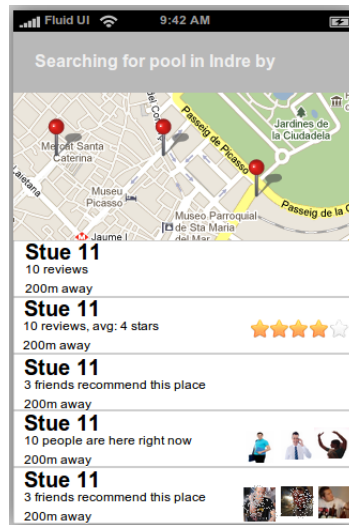 Fluid UI 9:42 AM
Searching for pool in Indre by
Jardines de
la Ciudadela
Mercat Santa
Caterina
Passeig de Picasso
Laietana
Museu
Picasso
Passeig de la C
Museo Parroquial
de Sta Maria
del Mar
Jaume I
Stue 11
10 reviews
200m away
Stue 11
10 reviews, avg: 4 stars
200m away
Stue 11
3 friends recommend this place
200m away
Stue 11
10 people are here right now
200m away
Stue 11
3 friends recommend this place
200m away